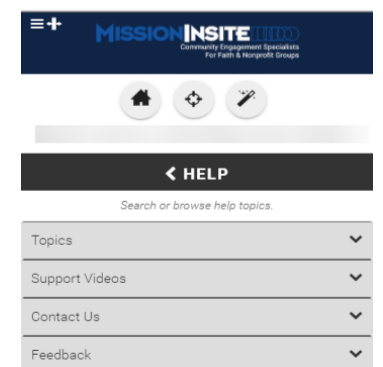 MISSIONINSITE
Community Engagement Specialists
For Faith & Nonprofit Groups
HELP
Search or browse help topics.
Topics
Support Videos
Contact Us
Feedback